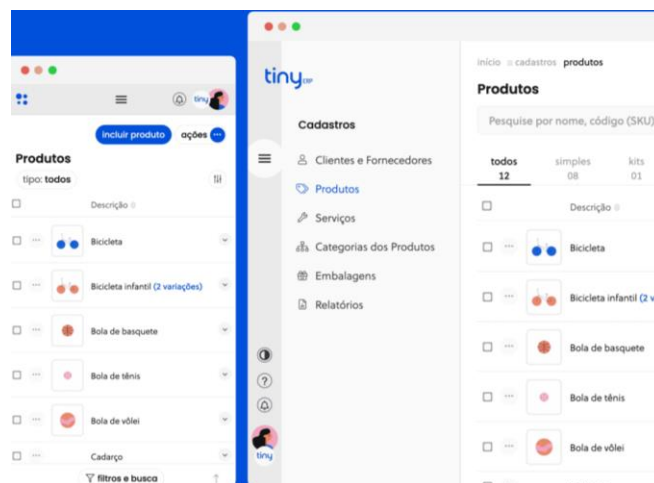 tiny
incluir produto
ações
Produtos
tipo: todos
Descrição
Bicicleta
Bicicleta infantil (2 variações)
Bola de basquete
Bola de tênis
Bola de vôlei
Cadarço
filtros e busca
tinyERP
Cadastros
Clientes e Fornecedores
Produtos
Serviços
Categorias dos Produtos
Embalagens
Relatórios
tiny
início cadastros produtos
Produtos
Pesquise por nome, código (SKU)
todos simples kits
12 08 01
Descrição
Bicicleta
Bicicleta infantil (2 v
Bola de basquete
Bola de tênis
Bola de vôlei